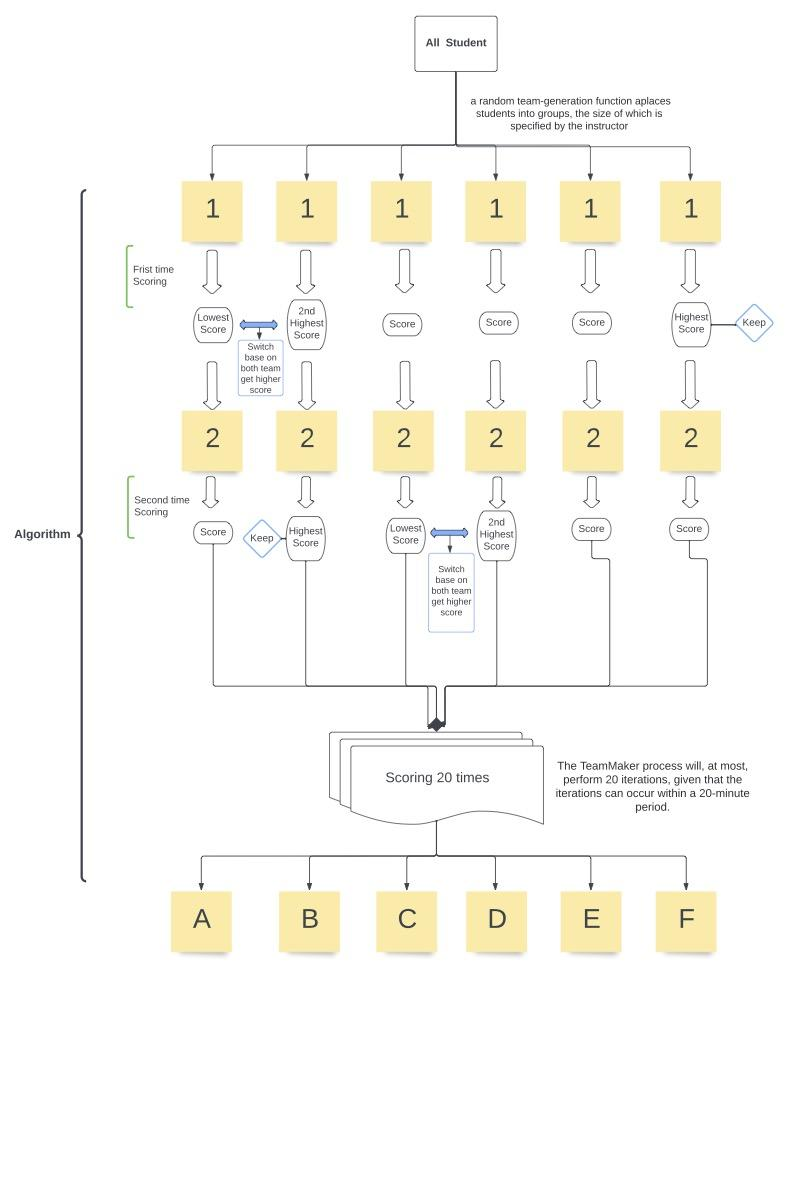 All Student
a random team-generation function aplaces
students into groups, the size of which is
specified by the instructor
1
1
1
1
1
1
Frist time
Scoring
Lowest
Score
2nd
Highest
Score
Score
Score
Score
Highest
Score
Keep
Switch
base on
both team
get higher
score
2
2
2
2
2
2
Second time
Scoring
Algorithm
Score
Keep
Highest
Score
Lowest
Score
2nd
Highest
Score
Score
Score
Switch
base on
both team
get higher
score
Scoring 20 times
The TeamMaker process will, at most,
perform 20 iterations, given that the
iterations can occur within a 20-minute
period.
A
B
C
D
E
F